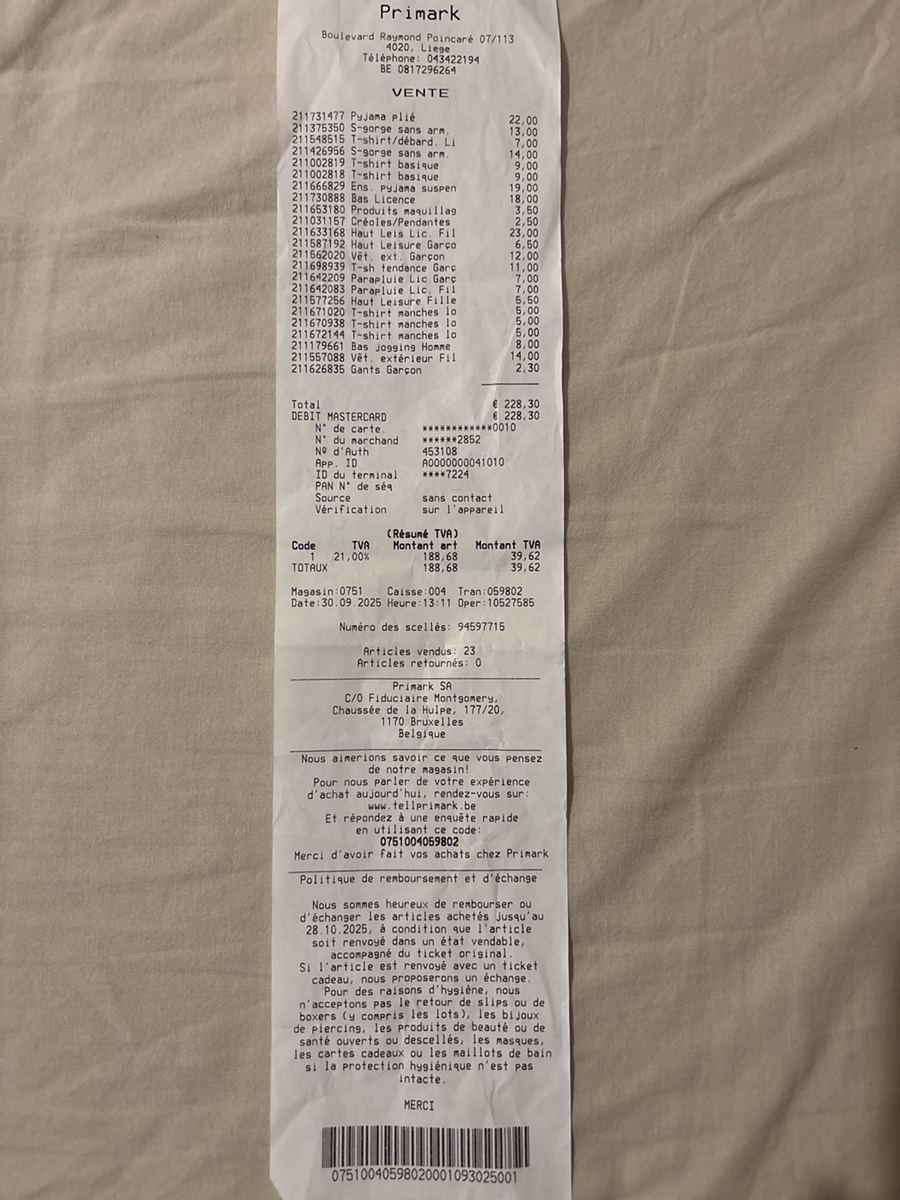 Primark
Boulevard Raymond Poincaré 07/113
4020, Liege
Téléphone: 043422194
BE 0817296264
VENTE
211731477 Pyjama plié 22,00
211375350 S-gorge sans arm. 13,00
211548515 T-shirt/débard. Li 7,00
211426956 S-gorge sans arm. 14,00
211002819 T-shirt basique 9,00
211002818 T-shirt basique 9,00
211666829 Ens. pyjama suspen 19,00
211730888 Bas Licence 18,00
211653180 Produits maquillag 3,50
211031157 Créoles/Pendantes 2,50
211633168 Haut Leis Lic. Fil 23,00
211587192 Haut Leisure Garço 6,50
211562020 Vêt. ext. Garçon 12,00
211698939 T-sh tendance Garç 11,00
211642209 Parapluie Lic Garç 7,00
211642083 Parapluie Lic. Fil 7,00
211577256 Haut Leisure Fille 5,50
211671020 T-shirt manches lo 5,00
211670938 T-shirt manches lo 5,00
211672144 T-shirt manches lo 5,00
211179661 Bas Jogging Homme 8,00
211557088 Vêt. extérieur Fil 14,00
211626835 Gants Garçon 2,30
Total € 228,30
DEBIT MASTERCARD € 228,30
N° de carte. ************0010
N° du marchand ******2852
Nº d'Auth 453108
App. ID A0000000041010
ID du terminal ****7224
PAN N° de séq
Source sans contact
Vérification sur l'appareil
(Résumé TVA)
Code TVA Montant art Montant TVA
1 21,00% 188,68 39,62
TOTAUX 188,68 39,62
Magasin:0751 Caisse:004 Tran:059802
Date:30.09.2025 Heure:13:11 Oper:10527585
Numéro des scellés: 94597715
Articles vendus: 23
Articles retournés: 0
Primark SA
C/O Fiduciaire Montgomery,
Chaussée de la Hulpe, 177/20,
1170 Bruxelles
Belgique
Nous aimerions savoir ce que vous pensez
de notre magasin!
Pour nous parler de votre expérience
d'achat aujourd'hui, rendez-vous sur:
www.tellprimark.be
Et répondez à une enquête rapide
en utilisant ce code:
0751004059802
Merci d'avoir fait vos achats chez Primark
Politique de remboursement et d'échange
Nous sommes heureux de rembourser ou
d'échanger les articles achetés jusqu'au
28.10.2025, à condition que l'article
soit renvoyé dans un état vendable,
accompagné du ticket original.
Si l'article est renvoyé avec un ticket
cadeau, nous proposerons un échange.
Pour des raisons d'hygiène, nous
n'acceptons pas le retour de slips ou de
boxers (y compris les lots), les bijoux
de piercing, les produits de beauté ou de
santé ouverts ou descellés, les masques,
les cartes cadeaux ou les maillots de bain
si la protection hygiénique n'est pas
intacte.
MERCI
07510040598020001093025001